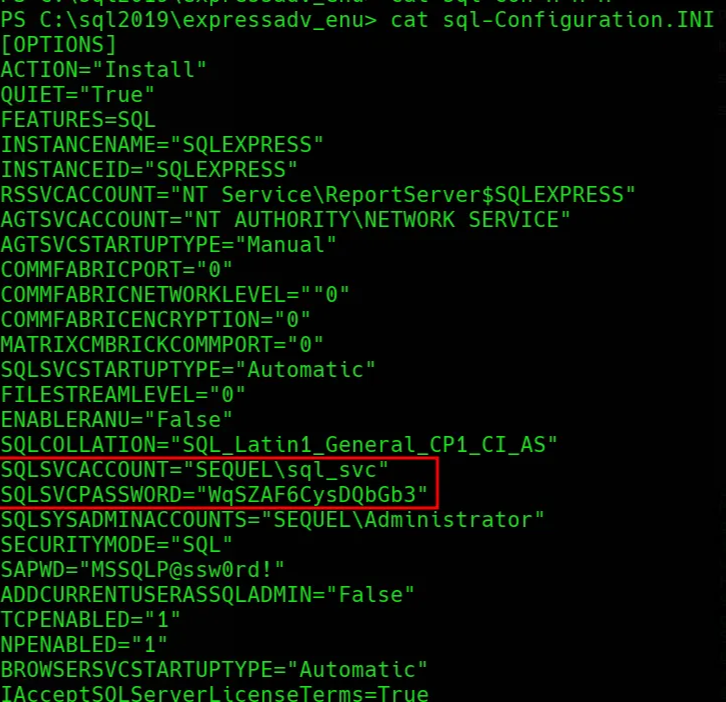 PS C:\sql2019\expressadv_enu> cat sql-Configuration.INI
[OPTIONS]
ACTION="Install"
QUIET="True"
FEATURES=SQL
INSTANCENAME="SQLEXPRESS"
INSTANCEID="SQLEXPRESS"
RSSVCACCOUNT="NT Service\ReportServer$SQLEXPRESS"
AGTSVCACCOUNT="NT AUTHORITY\NETWORK SERVICE"
AGTSVCSTARTUPTYPE="Manual"
COMMFABRICPORT="0"
COMMFABRICNETWORKLEVEL=""0"
COMMFABRICENCRYPTION="0"
MATRIXCMBRICKCOMMPORT="0"
SQLSVCSTARTUPTYPE="Automatic"
FILESTREAMLEVEL="0"
ENABLERANU="False"
SQLCOLLATION="SQL_Latin1_General_CP1_CI_AS"
SQLSVCACCOUNT="SEQUEL\sql_svc"
SQLSVCPASSWORD="WqSZAF6CysDQbGb3"
SQLSYSADMINACCOUNTS="SEQUEL\Administrator"
SECURITYMODE="SQL"
SAPWD="MSSQLP@ssw0rd!"
ADDCURRENTUSERASSQLADMIN="False"
TCPENABLED="1"
NPENABLED="1"
BROWSERSVCSTARTUPTYPE="Automatic"
IAcceptSQLServerLicenseTerms=True